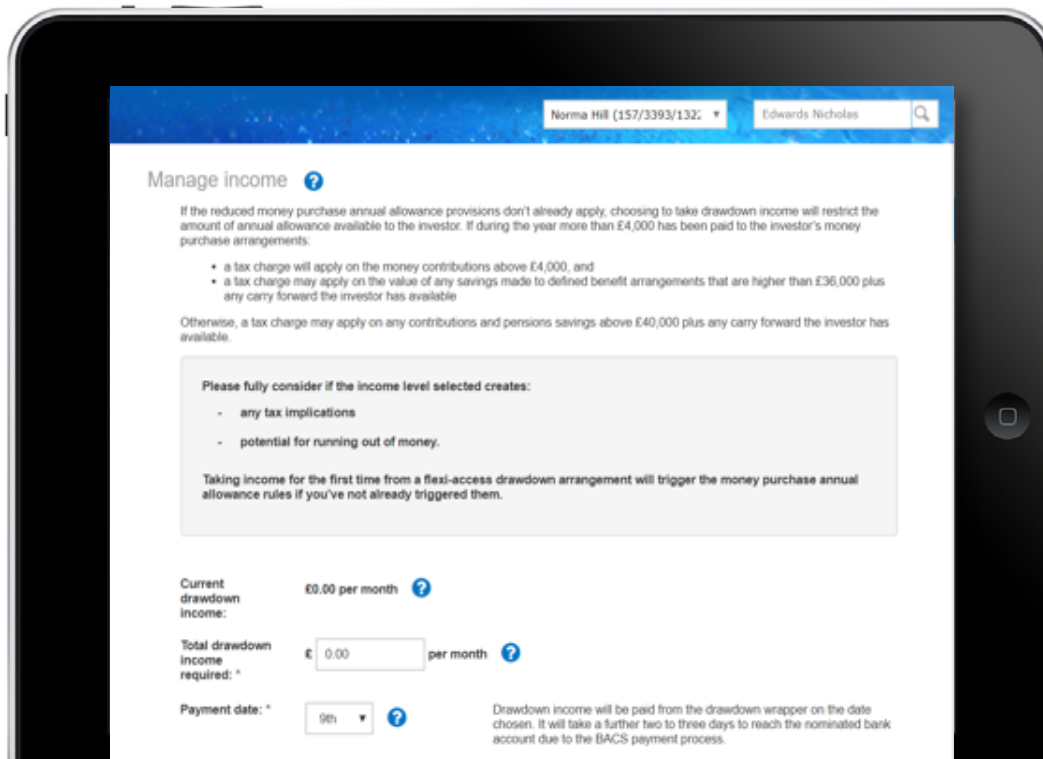 Norma Hill (157/3393/132
Edwards Nicholas
Manage income ?
If the reduced money purchase annual allowance provisions don't already apply, choosing to take drawdown income will restrict the
amount of annual allowance available to the investor. If during the year more than £4,000 has been paid to the investor's money
purchase arrangements:
• a tax charge will apply on the money contributions above £4,000, and
• a tax charge may apply on the value of any savings made to defined benefit arrangements that are higher than £36,000 plus
any carry forward the investor has available
Otherwise, a tax charge may apply on any contributions and pensions savings above £40,000 plus any carry forward the investor has
available.
Please fully consider if the income level selected creates:
- any tax implications
- potential for running out of money.
Taking income for the first time from a flexi-access drawdown arrangement will trigger the money purchase annual
allowance rules if you've not already triggered them.
Current
drawdown
income:
£0.00 per month ?
Total drawdown
income
required: *
£ 0.00 per month ?
Payment date: *
9th ?
Drawdown income will be paid from the drawdown wrapper on the date
chosen. It will take a further two to three days to reach the nominated bank
account due to the BACS payment process.